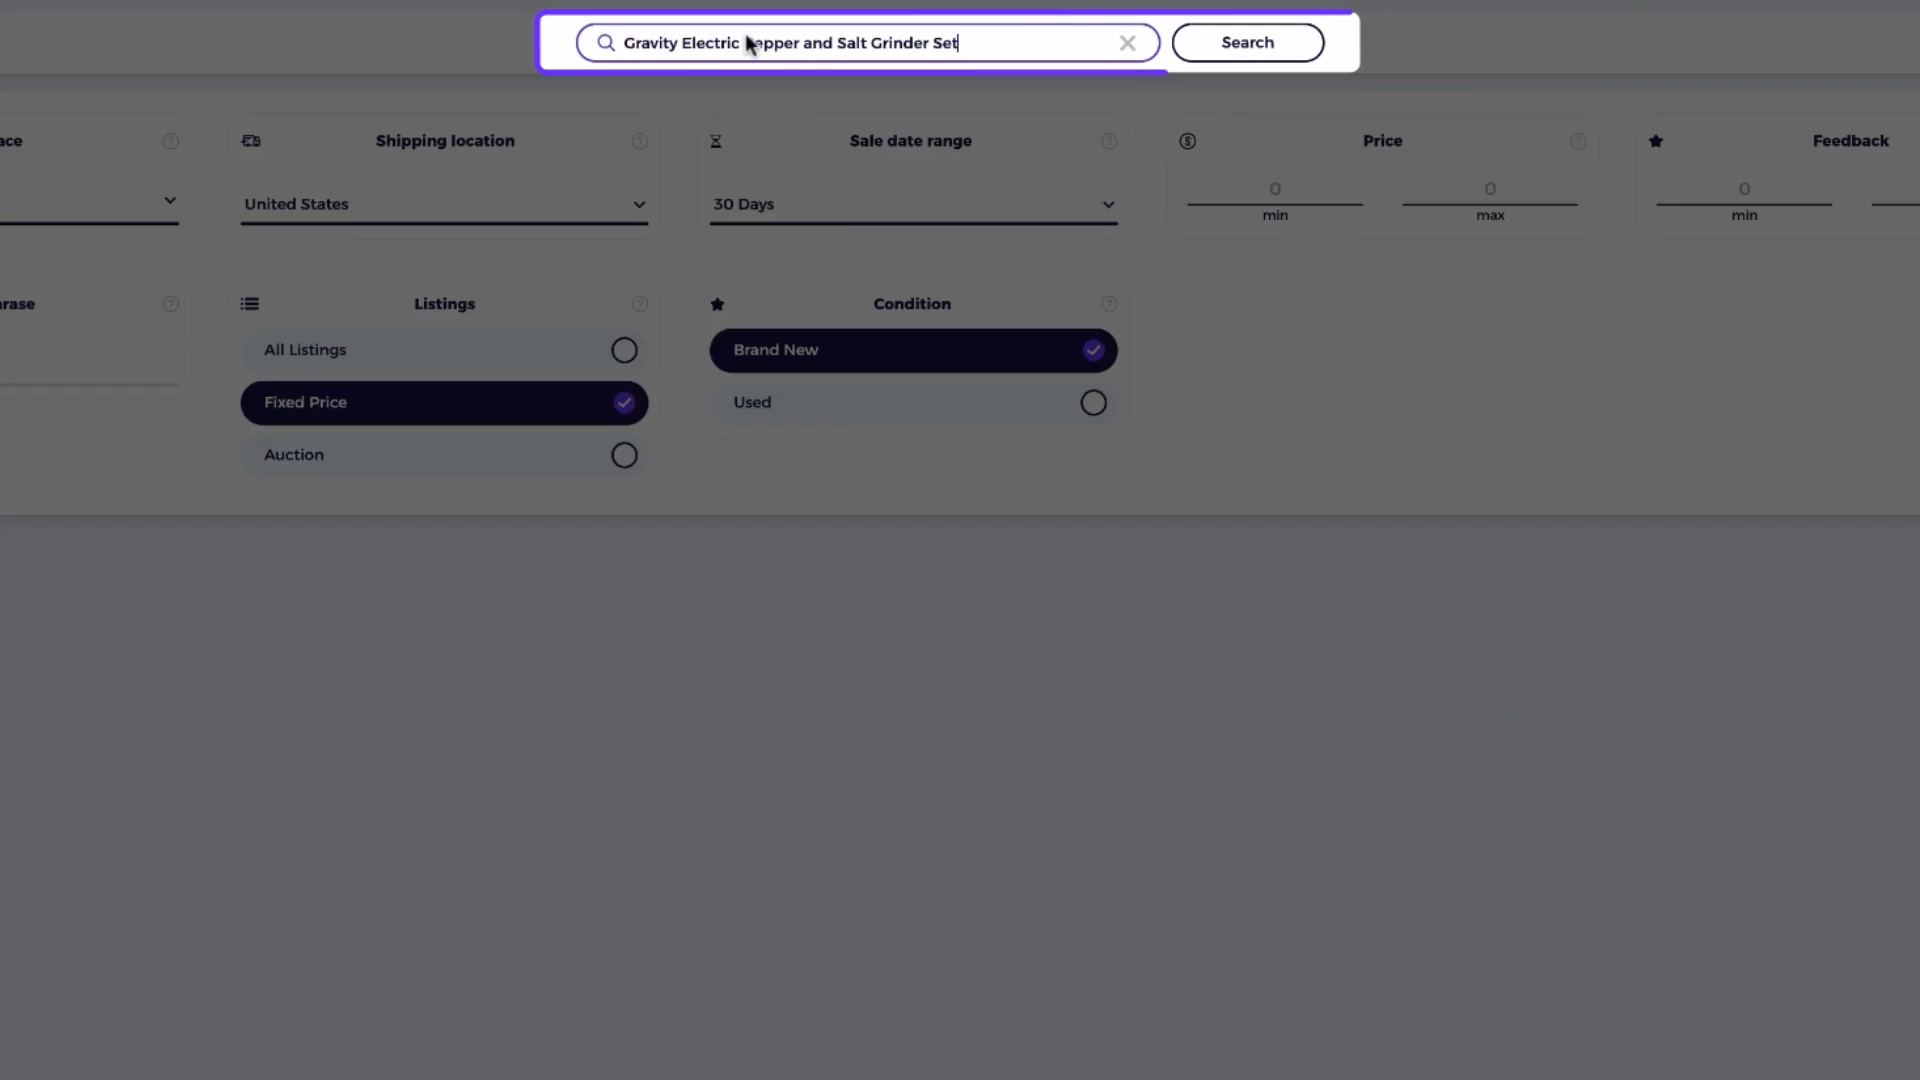 Gravity Electric epper and Salt Grinder Set
Search
ace
Shipping location
Sale date range
Price
Feedback
United States
30 Days
0
min
0
max
0
min
rase
Listings
Condition
All Listings
Fixed Price
Auction
Brand New
Used